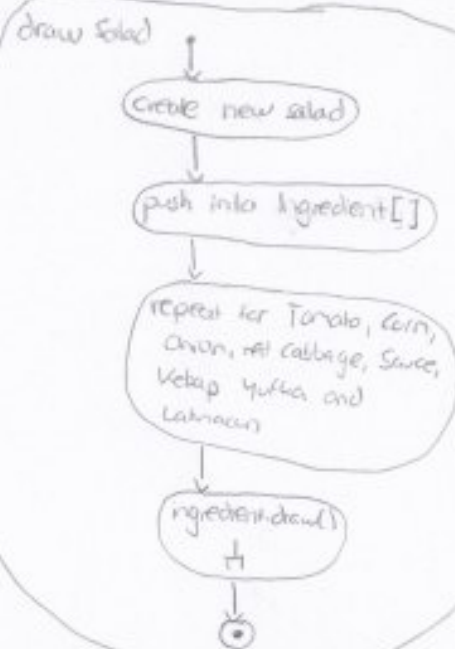 draw Salad
create new salad
push into Ingredient[]
repeat for Tomato, Corn,
Onion, red Cabbage, Sauce,
Kebap Yufka and
Lahmacun
ingredient.draw()